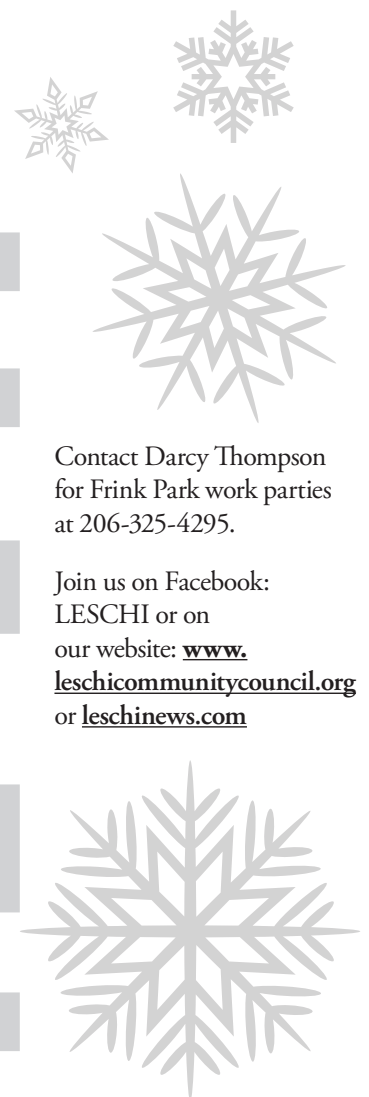 Contact Darcy Thompson
for Frink Park work parties
at 206-325-4295.
Join us on Facebook:
LESCHI or on
our website: www.
leschicommunitycouncil.org
or leschinews.com